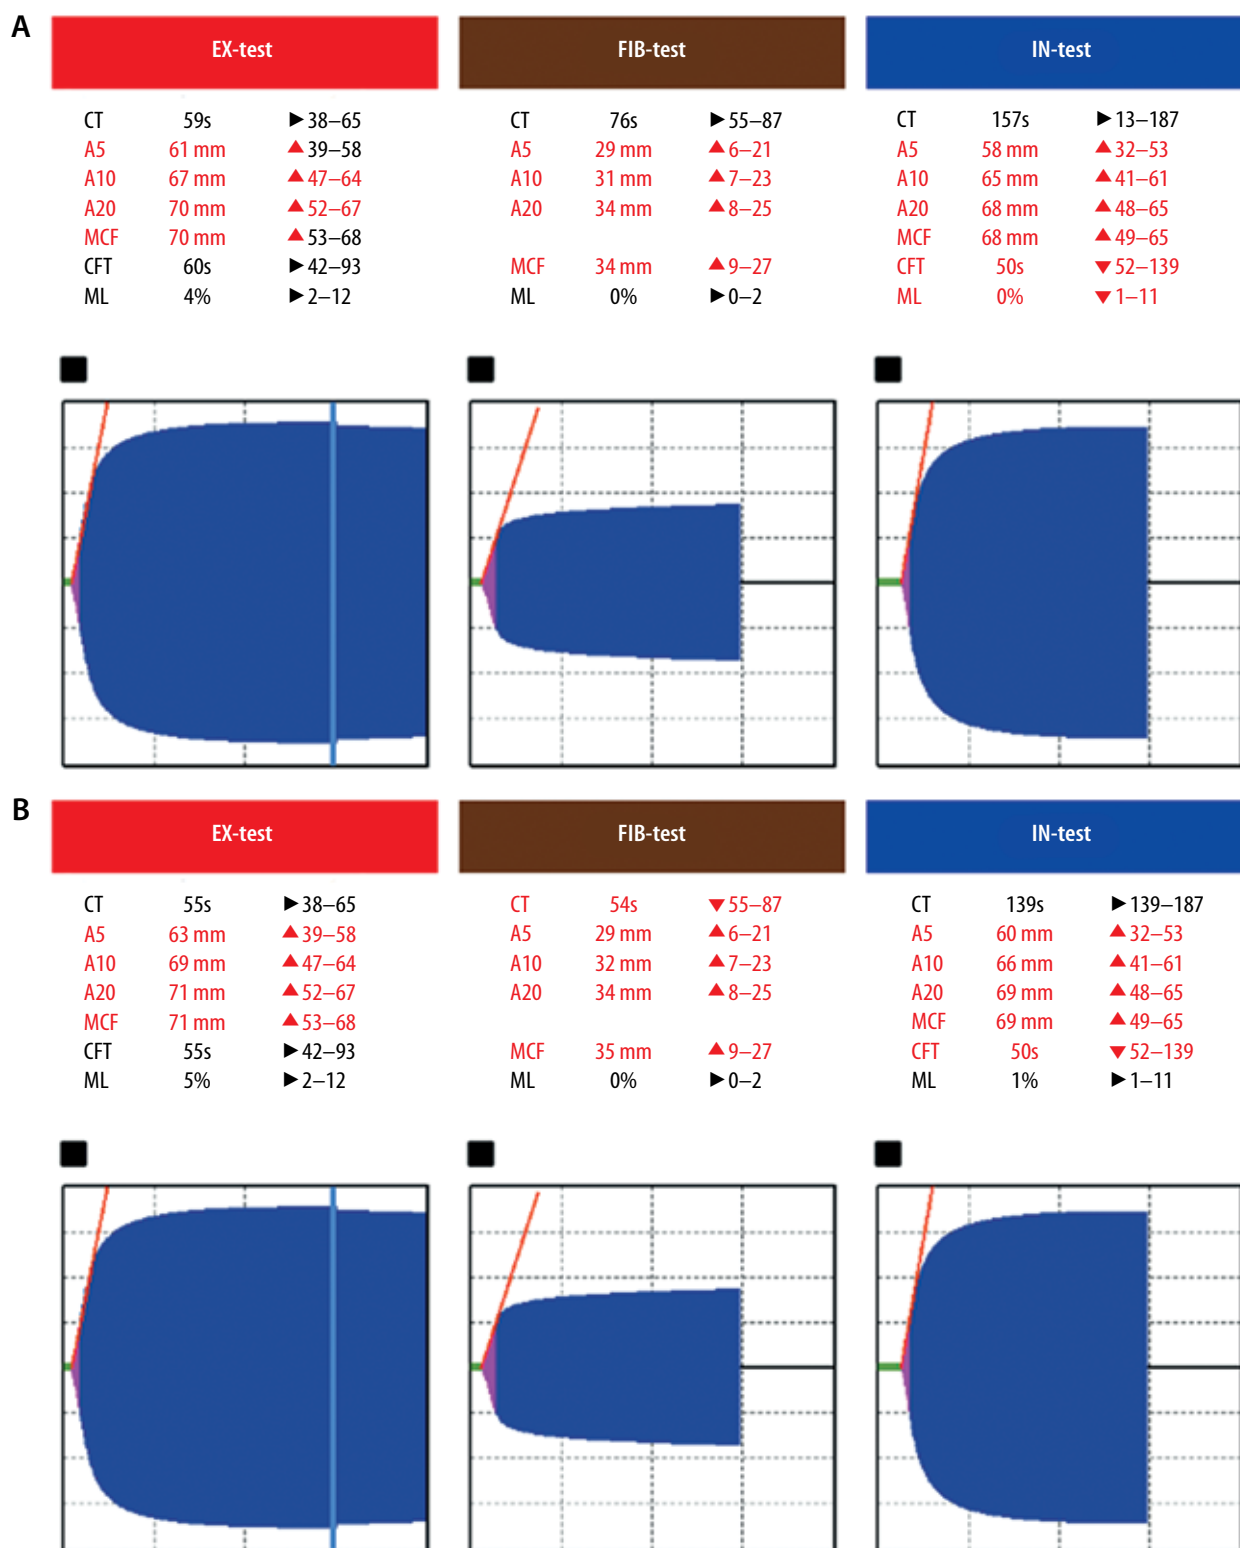 A
EX-test FIB-test IN-test
CT 59s ▶ 38–65 CT 76s ▶ 55–87 CT 157s ▶ 13–187
A5 61 mm ▲ 39–58 A5 29 mm ▲ 6–21 A5 58 mm ▲ 32–53
A10 67 mm ▲ 47–64 A10 31 mm ▲ 7–23 A10 65 mm ▲ 41–61
A20 70 mm ▲ 52–67 A20 34 mm ▲ 8–25 A20 68 mm ▲ 48–65
MCF 70 mm ▲ 53–68 MCF 68 mm ▲ 49–65
CFT 60s ▶ 42–93 MCF 34 mm ▲ 9–27 CFT 50s ▼ 52–139
ML 4% ▶ 2–12 ML 0% ▶ 0–2 ML 0% ▼ 1–11
B
EX-test FIB-test IN-test
CT 55s ▶ 38–65 CT 54s ▼ 55–87 CT 139s ▶ 139–187
A5 63 mm ▲ 39–58 A5 29 mm ▲ 6–21 A5 60 mm ▲ 32–53
A10 69 mm ▲ 47–64 A10 32 mm ▲ 7–23 A10 66 mm ▲ 41–61
A20 71 mm ▲ 52–67 A20 34 mm ▲ 8–25 A20 69 mm ▲ 48–65
MCF 71 mm ▲ 53–68 MCF 69 mm ▲ 49–65
CFT 55s ▶ 42–93 MCF 35 mm ▲ 9–27 CFT 50s ▼ 52–139
ML 5% ▶ 2–12 ML 0% ▶ 0–2 ML 1% ▶ 1–11